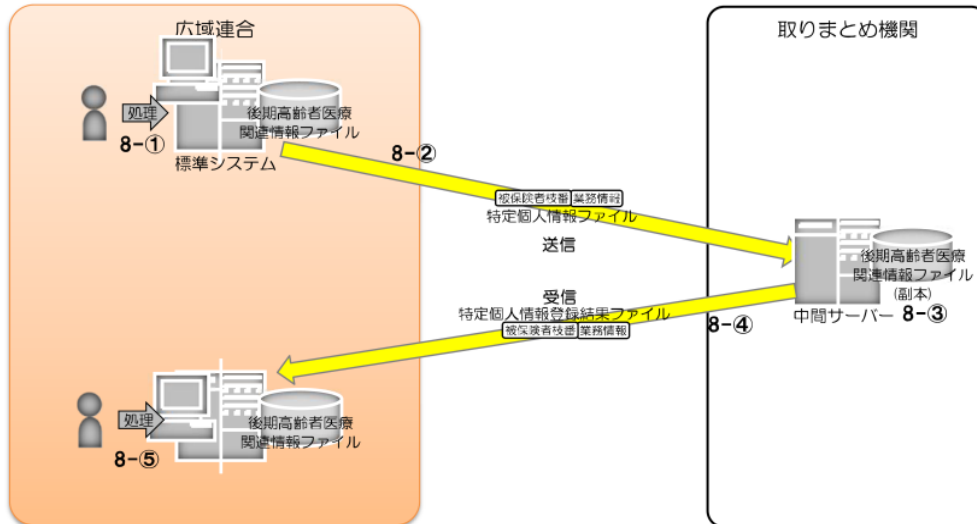 広域連合
取りまとめ機関
処理
後期高齢者医療
関連情報ファイル
8-①
標準システム
8-②
被保険者枝番 業務情報
特定個人情報ファイル
送信
後期高齢者医療
関連情報ファイル
(副本)
中間サーバー
8-③
受信
特定個人情報登録結果ファイル
8-④
被保険者枝番 業務情報
処理
後期高齢者医療
関連情報ファイル
8-⑤